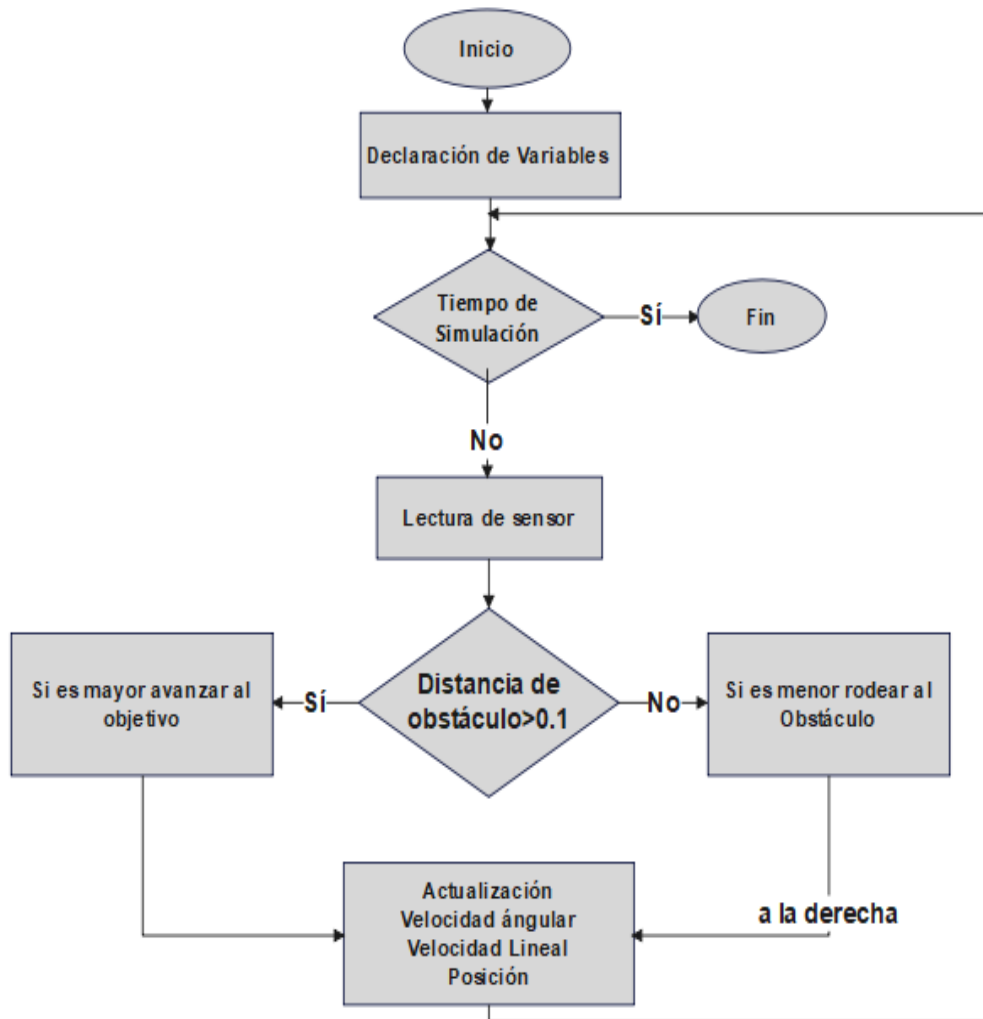 Inicio
Declaración de Variables
Tiempo de
Simulación
Sí
Fin
No
Lectura de sensor
Si es mayor avanzar al
objetivo
Sí
Distancia de
obstáculo>0.1
No
Si es menor rodear al
Obstáculo
a la derecha
Actualización
Velocidad ángular
Velocidad Lineal
Posición